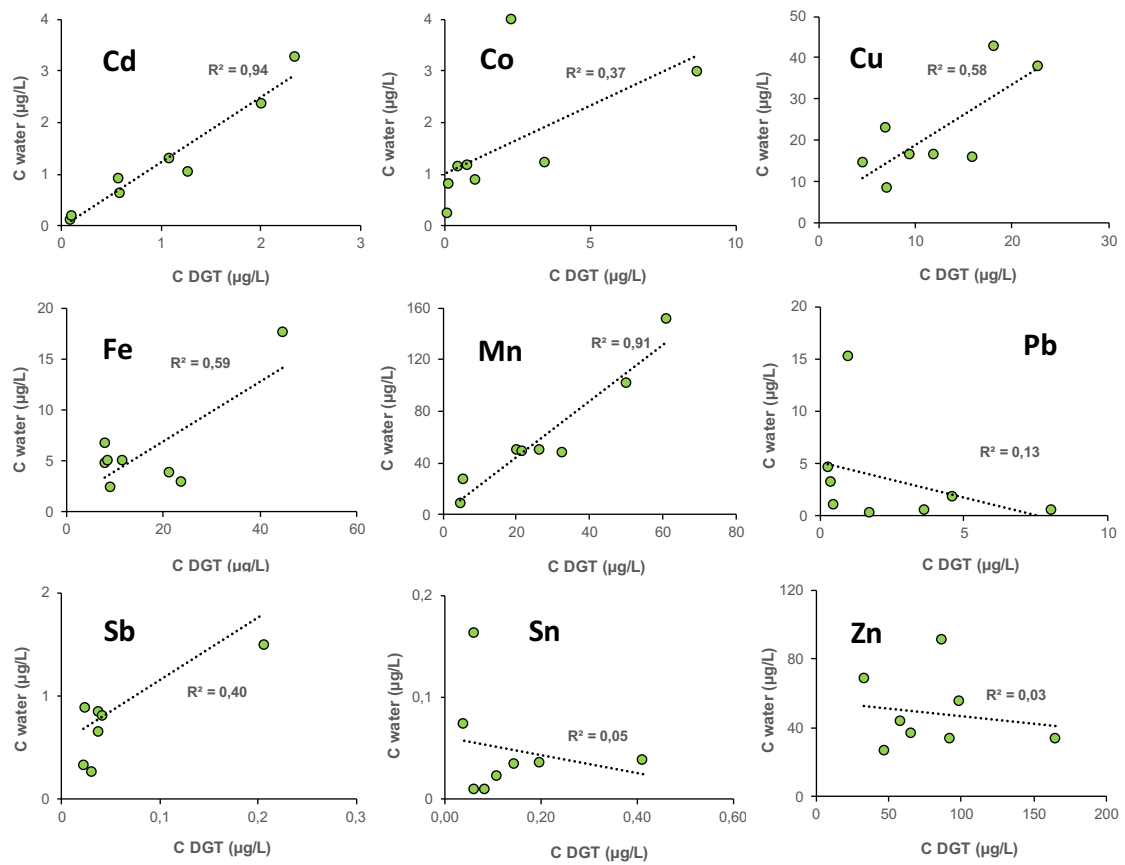 Cd
R² = 0,94
C water (µg/L)
4
3
2
1
0
0 1 2 3
C DGT (µg/L)
Co
R² = 0,37
C water (µg/L)
4
3
2
1
0
0 5 10
C DGT (µg/L)
Cu
R² = 0,58
C water (µg/L)
50
40
30
20
10
0
0 10 20 30
C DGT (µg/L)
Fe
R² = 0,59
C water (µg/L)
20
15
10
5
0
0 20 40 60
C DGT (µg/L)
Mn
R² = 0,91
C water (µg/L)
160
120
80
40
0
0 20 40 60 80
C DGT (µg/L)
Pb
R² = 0,13
C water (µg/L)
20
15
10
5
0
0 5 10
C DGT (µg/L)
Sb
R² = 0,40
C water (µg/L)
2
1
0
0 0,1 0,2 0,3
C DGT (µg/L)
Sn
R² = 0,05
C water (µg/L)
0,2
0,1
0
0,00 0,20 0,40 0,60
C DGT (µg/L)
Zn
R² = 0,03
C water (µg/L)
120
80
40
0
0 50 100 150 200
C DGT (µg/L)